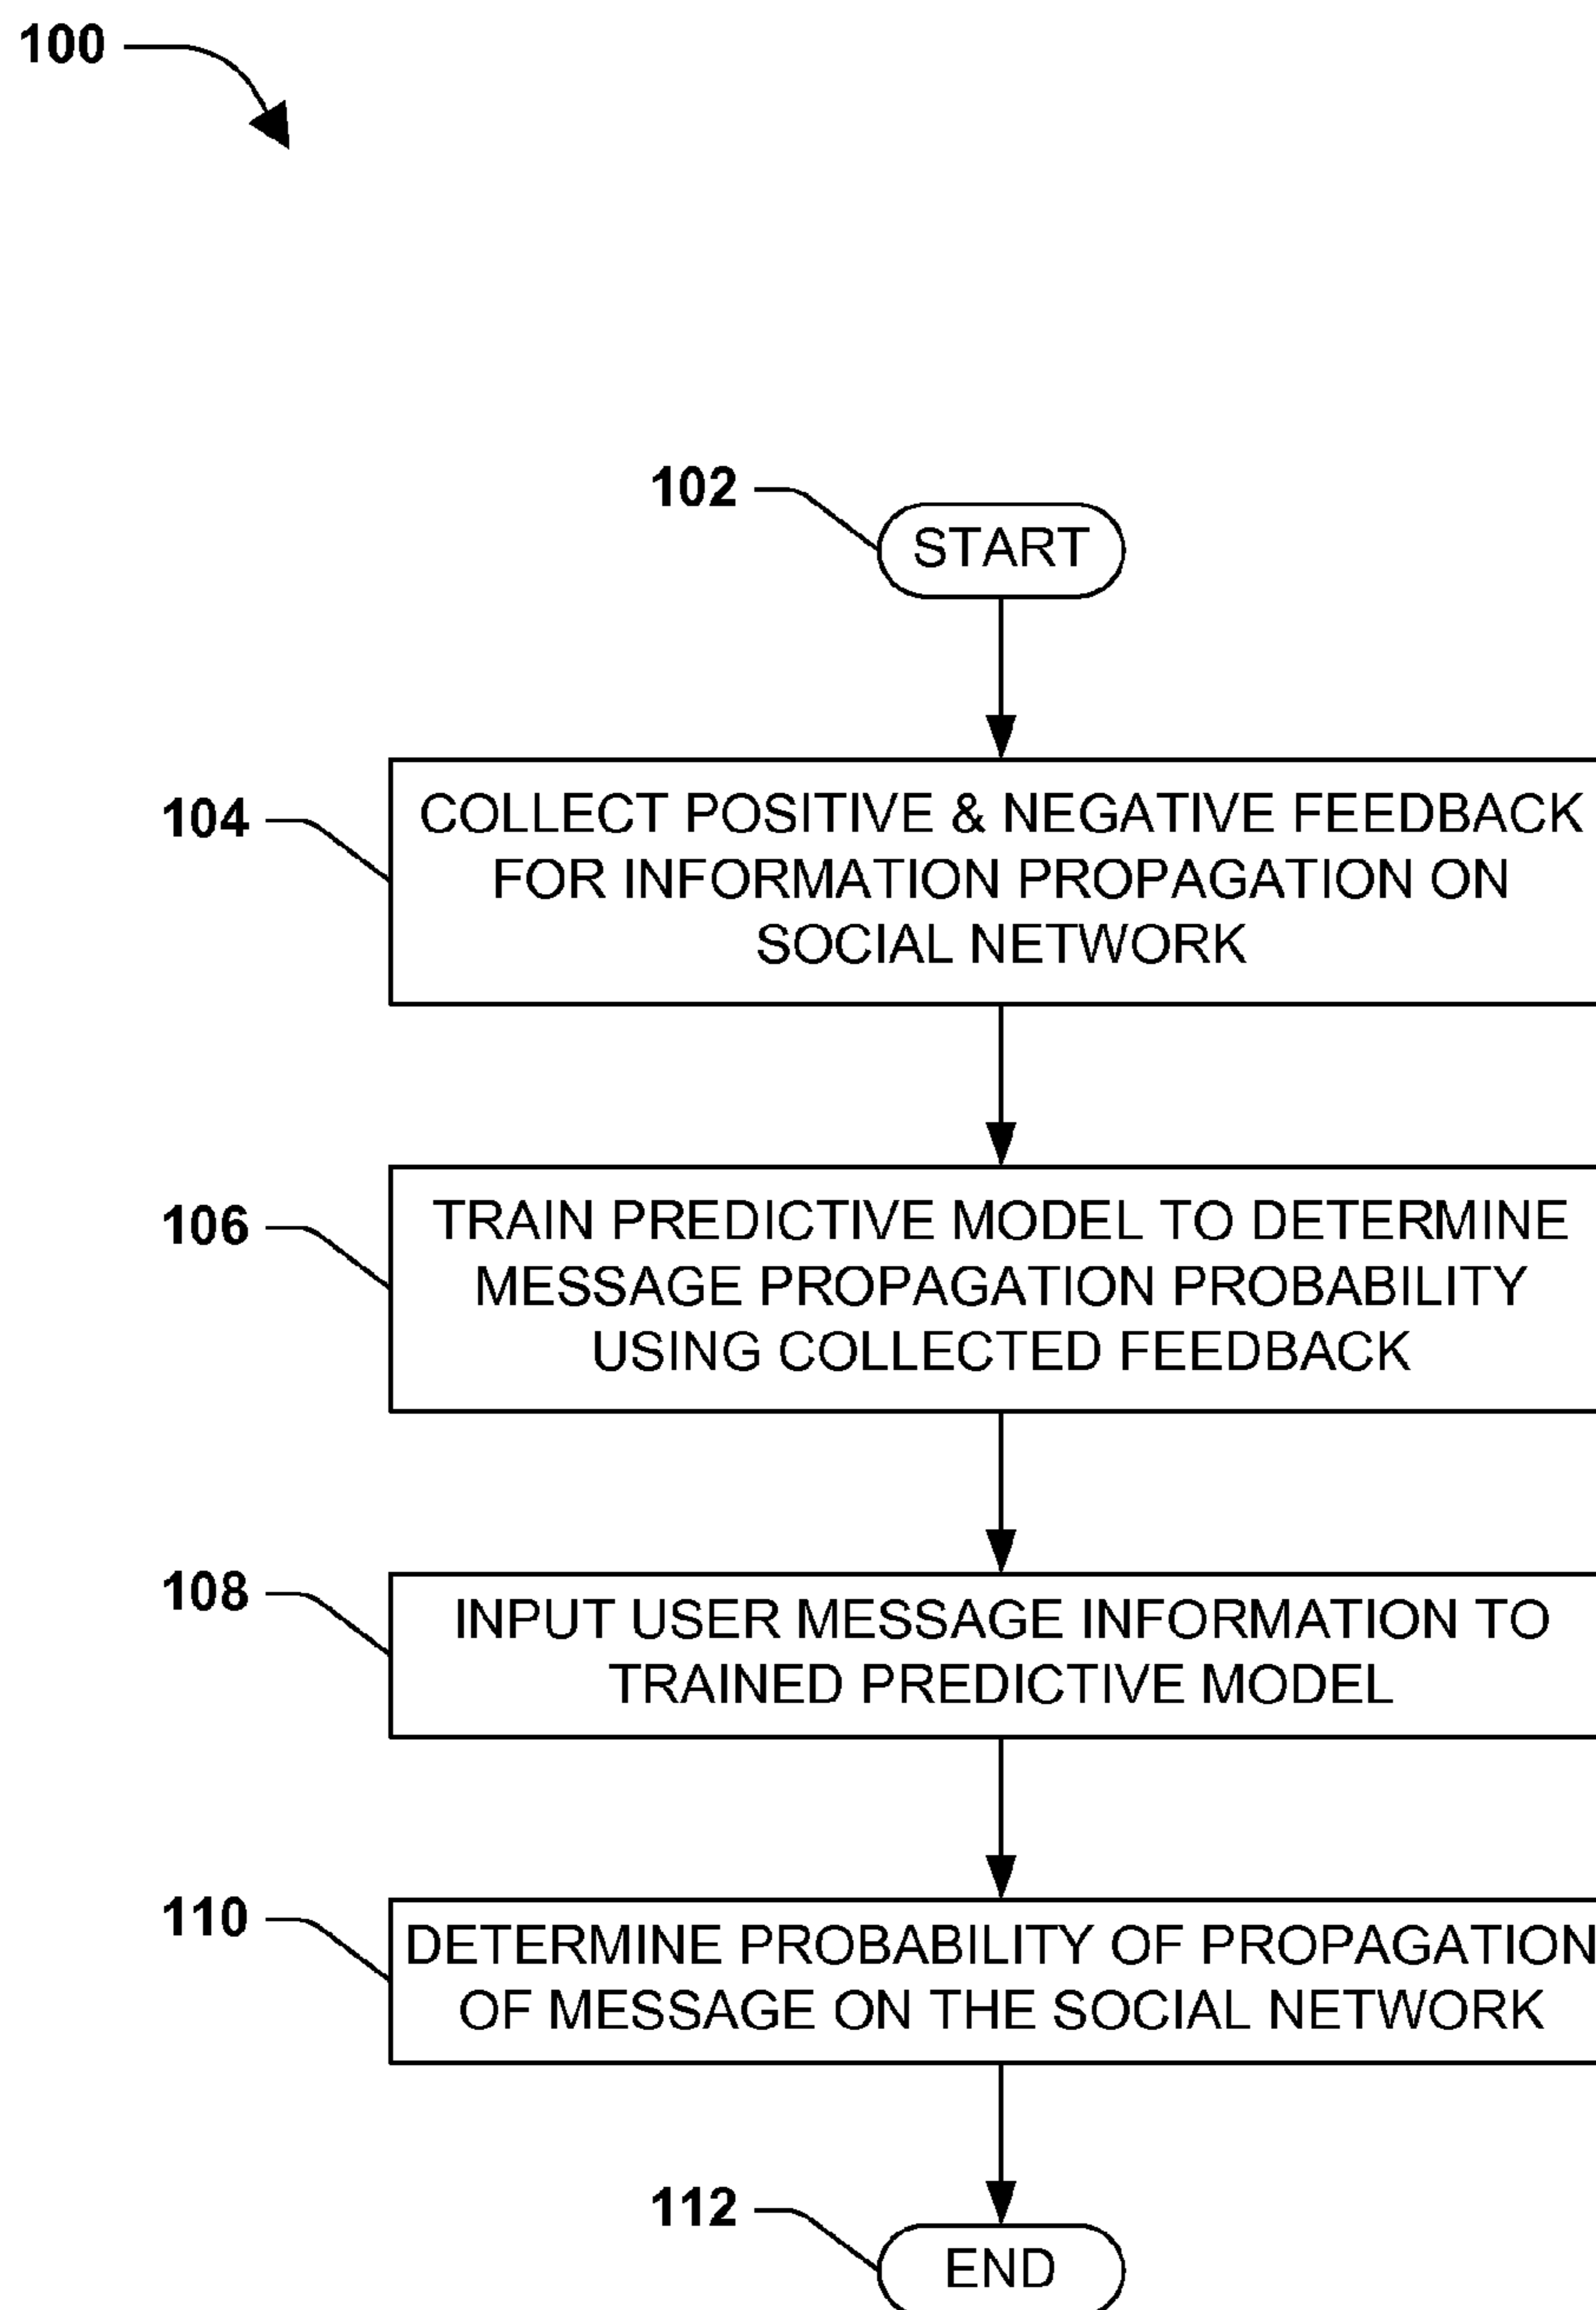 100
102
START
104
COLLECT POSITIVE & NEGATIVE FEEDBACK
FOR INFORMATION PROPAGATION ON
SOCIAL NETWORK
106
TRAIN PREDICTIVE MODEL TO DETERMINE
MESSAGE PROPAGATION PROBABILITY
USING COLLECTED FEEDBACK
108
INPUT USER MESSAGE INFORMATION TO
TRAINED PREDICTIVE MODEL
110
DETERMINE PROBABILITY OF PROPAGATION
OF MESSAGE ON THE SOCIAL NETWORK
112
END